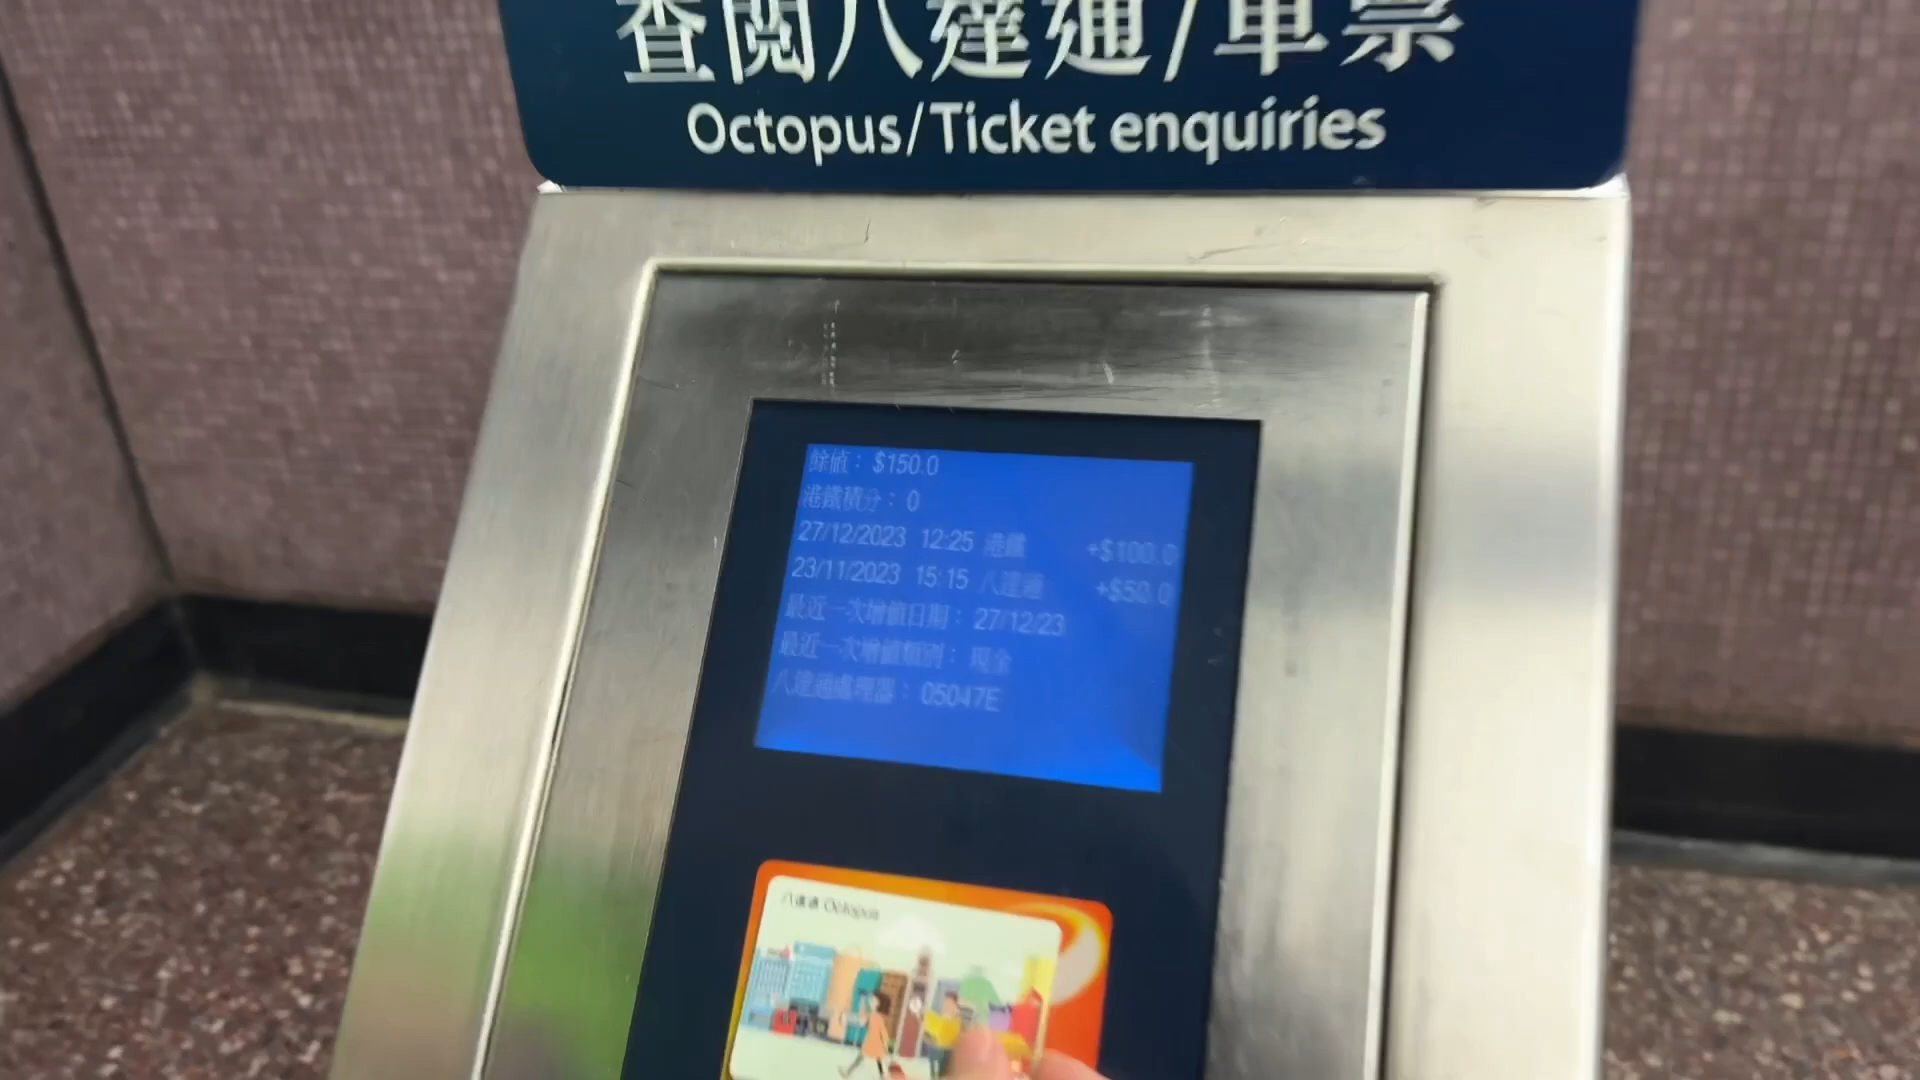 查閱八達通/車票
Octopus/Ticket enquiries
餘值： $150.0
港鐵積分： 0
27/12/2023 12:25 港鐵 +$100.0
23/11/2023 15:15 八達通 +$50.0
最近一次增值日期： 27/12/23
最近一次增值類別： 現金
八達通處理器： 05047E
八達通 Octopus